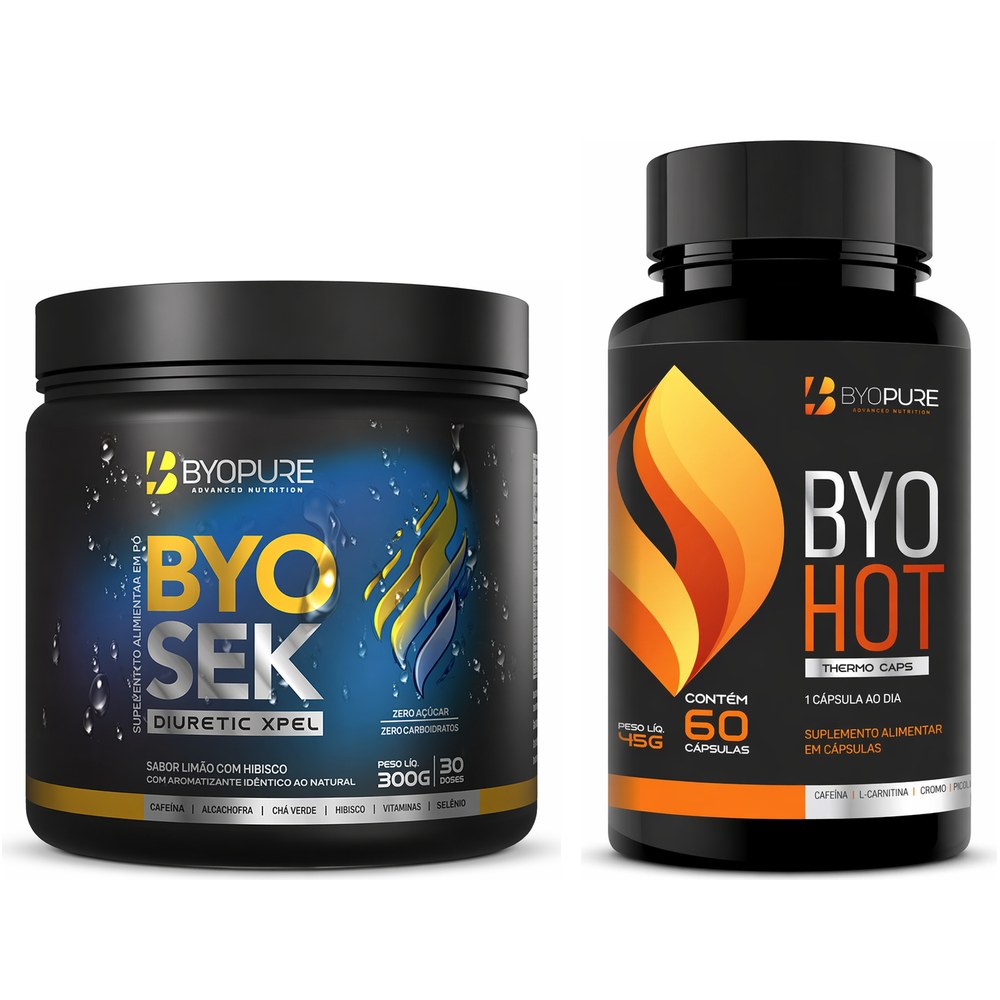 BYOPURE
ADVANCED NUTRITION
BYO
SEK
DIURETIC XPEL
ZERO AÇÚCAR
ZERO CARBOIDRATOS
SABOR LIMÃO COM HIBISCO
COM AROMATIZANTE IDÊNTICO AO NATURAL
PESO LÍQ.
300G
30
DOSES
CAFEÍNA | ALCACHOFRA | CHÁ VERDE | HIBISCO | VITAMINAS | SELÊNIO
BYOPURE
ADVANCED NUTRITION
BYO
HOT
THERMO CAPS
1 CÁPSULA AO DIA
SUPLEMENTO ALIMENTAR
EM CÁPSULAS
PESO LÍQ.
45G
CONTÉM
60
CÁPSULAS
CAFEÍNA | L-CARNITINA | CROMO |